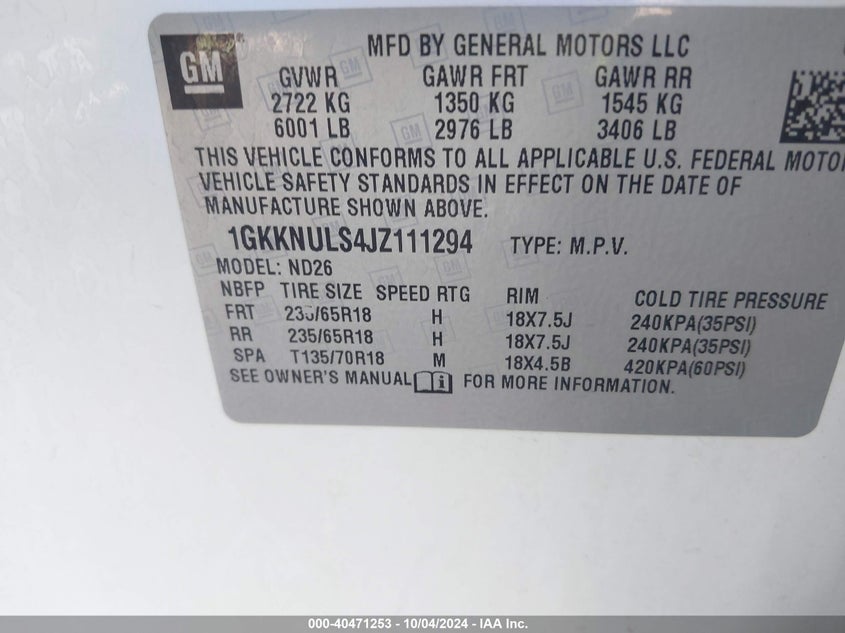 GM
MFD BY GENERAL MOTORS LLC
GVWR GAWR FRT GAWR RR
2722 KG 1350 KG 1545 KG
6001 LB 2976 LB 3406 LB
THIS VEHICLE CONFORMS TO ALL APPLICABLE U.S. FEDERAL MOTO
VEHICLE SAFETY STANDARDS IN EFFECT ON THE DATE OF
MANUFACTURE SHOWN ABOVE.
1GKKNULS4JZ111294 TYPE: M.P.V.
MODEL: ND26
NBFP TIRE SIZE SPEED RTG RIM COLD TIRE PRESSURE
FRT 235/65R18 H 18X7.5J 240KPA(35PSI)
RR 235/65R18 H 18X7.5J 240KPA(35PSI)
SPA T135/70R18 M 18X4.5B 420KPA(60PSI)
SEE OWNER'S MANUAL FOR MORE INFORMATION.
000-40471253 - 10/04/2024 - IAA Inc.